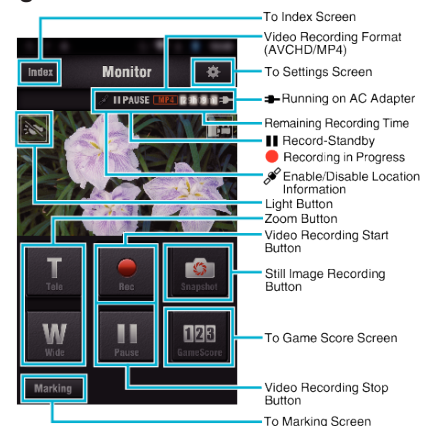 To Index Screen
Video Recording Format
(AVCHD/MP4)
Index
Monitor
To Settings Screen
PAUSE MP4
Running on AC Adapter
Remaining Recording Time
Record-Standby
Recording in Progress
Enable/Disable Location
Information
Light Button
Zoom Button
Video Recording Start
Button
T
Tele
Rec
Snapshot
Still Image Recording
Button
W
Wide
Pause
123
GameScore
To Game Score Screen
Marking
Video Recording Stop
Button
To Marking Screen